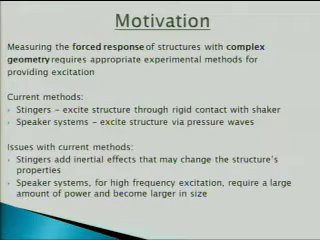 Motivation
Measuring the forced response of structures with complex
geometry requires appropriate experimental methods for
providing excitation
Current methods:
Stingers - excite structure through rigid contact with shaker
Speaker systems - excite structure via pressure waves
Issues with current methods:
Stingers add inertial effects that may change the structure's
properties
Speaker systems, for high frequency excitation, require a large
amount of power and become larger in size